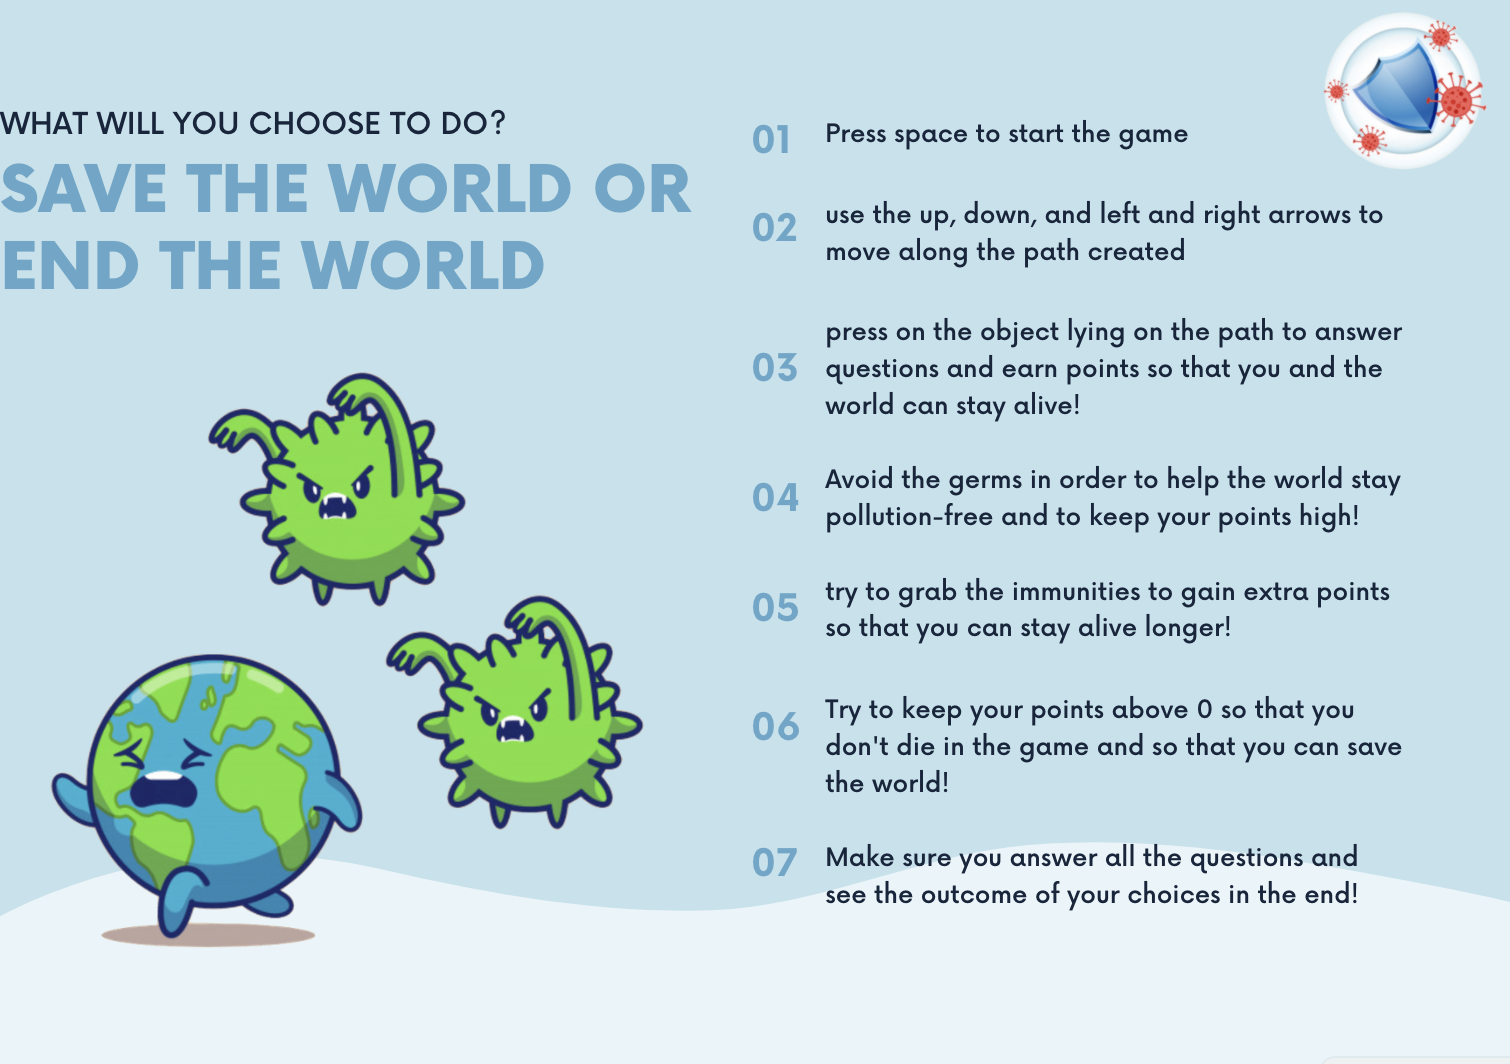 WHAT WILL YOU CHOOSE TO DO?
SAVE THE WORLD OR
END THE WORLD
01 Press space to start the game
02 use the up, down, and left and right arrows to
move along the path created
03 press on the object lying on the path to answer
questions and earn points so that you and the
world can stay alive!
04 Avoid the germs in order to help the world stay
pollution-free and to keep your points high!
05 try to grab the immunities to gain extra points
so that you can stay alive longer!
06 Try to keep your points above 0 so that you
don't die in the game and so that you can save
the world!
07 Make sure you answer all the questions and
see the outcome of your choices in the end!